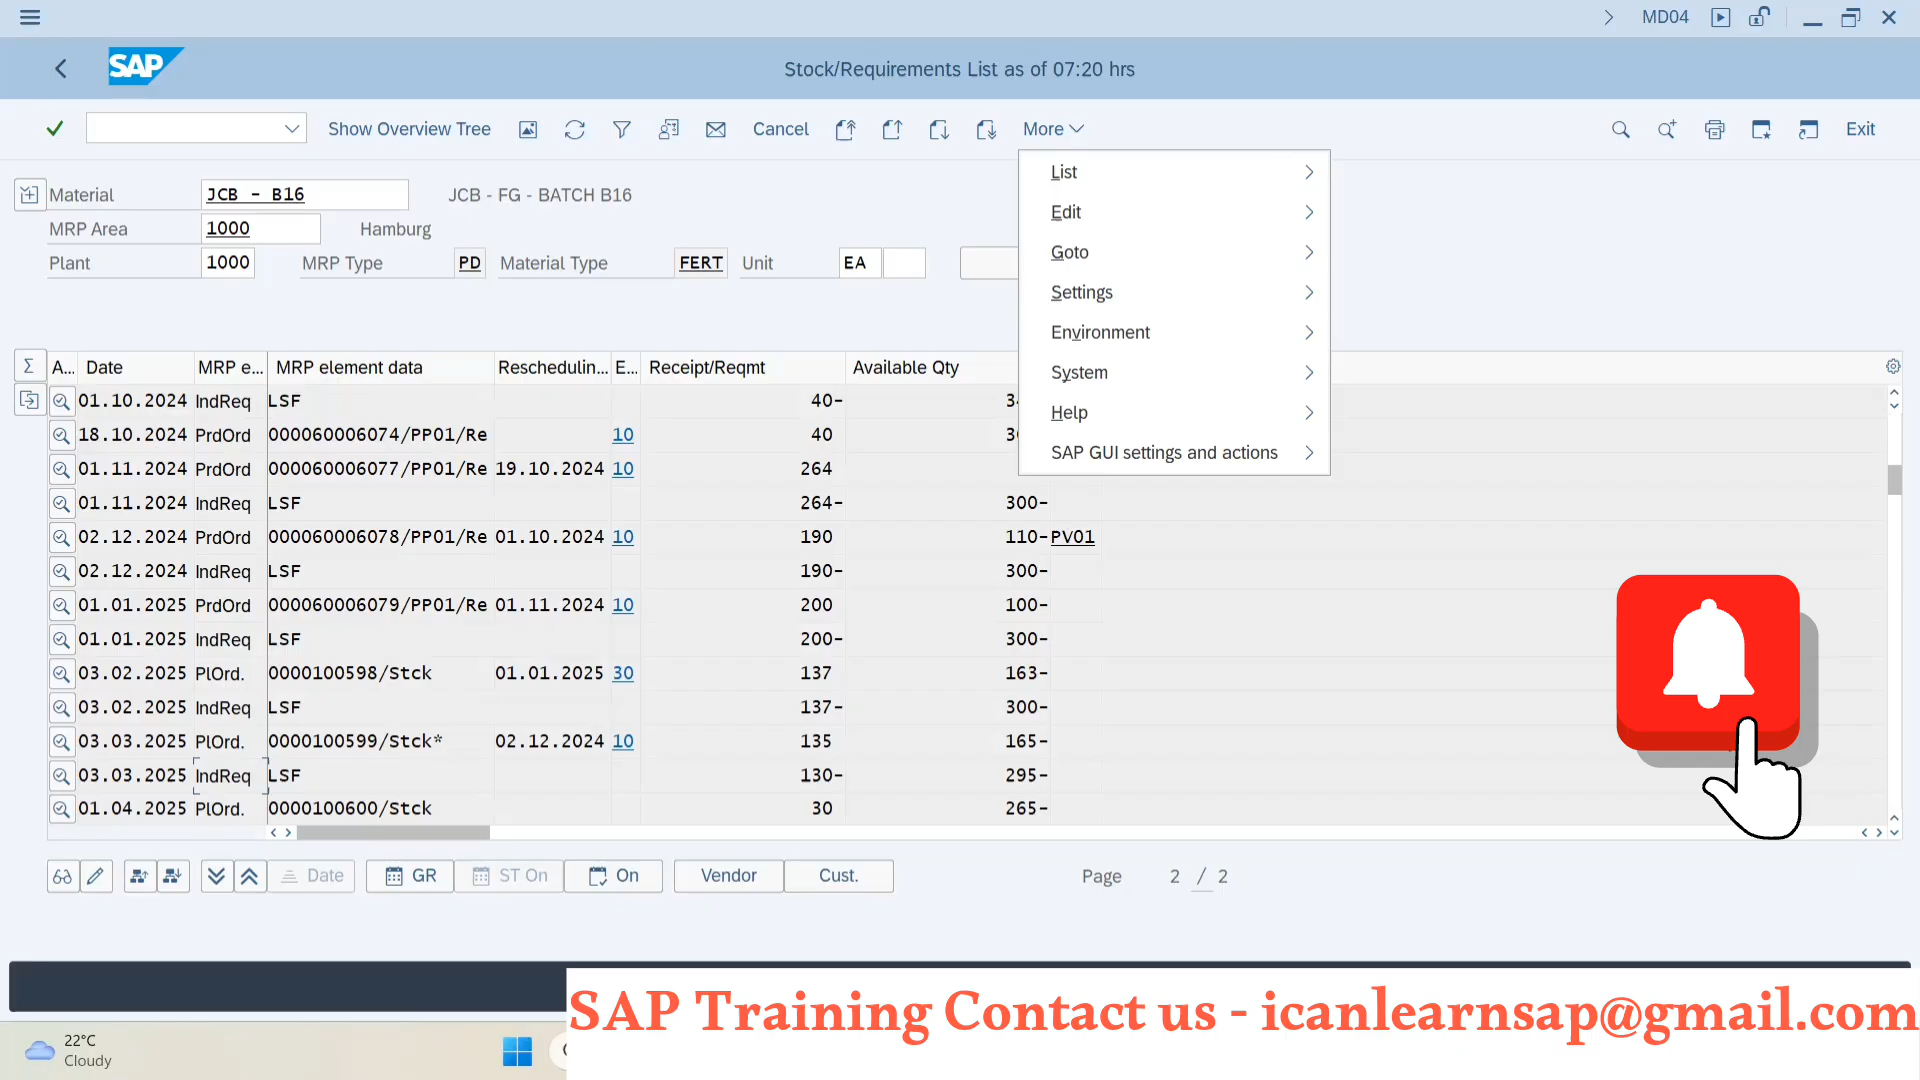 MD04
SAP
Stock/Requirements List as of 07:20 hrs
Show Overview Tree Cancel More Exit
Material JCB - B16 JCB - FG - BATCH B16
MRP Area 1000 Hamburg
Plant 1000 MRP Type PD Material Type FERT Unit EA
List
Edit
Goto
Settings
Environment
System
Help
SAP GUI settings and actions
A... Date MRP e... MRP element data Reschedulin... E... Receipt/Reqmt Available Qty
01.10.2024 IndReq LSF 40-
18.10.2024 PrdOrd 000060006074/PP01/Re 10 40
01.11.2024 PrdOrd 000060006077/PP01/Re 19.10.2024 10 264
01.11.2024 IndReq LSF 264- 300-
02.12.2024 PrdOrd 000060006078/PP01/Re 01.10.2024 10 190 110- PV01
02.12.2024 IndReq LSF 190- 300-
01.01.2025 PrdOrd 000060006079/PP01/Re 01.11.2024 10 200 100-
01.01.2025 IndReq LSF 200- 300-
03.02.2025 PlOrd. 0000100598/Stck 01.01.2025 30 137 163-
03.02.2025 IndReq LSF 137- 300-
03.03.2025 PlOrd. 0000100599/Stck* 02.12.2024 10 135 165-
03.03.2025 IndReq LSF 130- 295-
01.04.2025 PlOrd. 0000100600/Stck 30 265-
Date GR ST On On Vendor Cust. Page 2 / 2
SAP Training Contact us - icanlearnsap@gmail.com
22°C
Cloudy